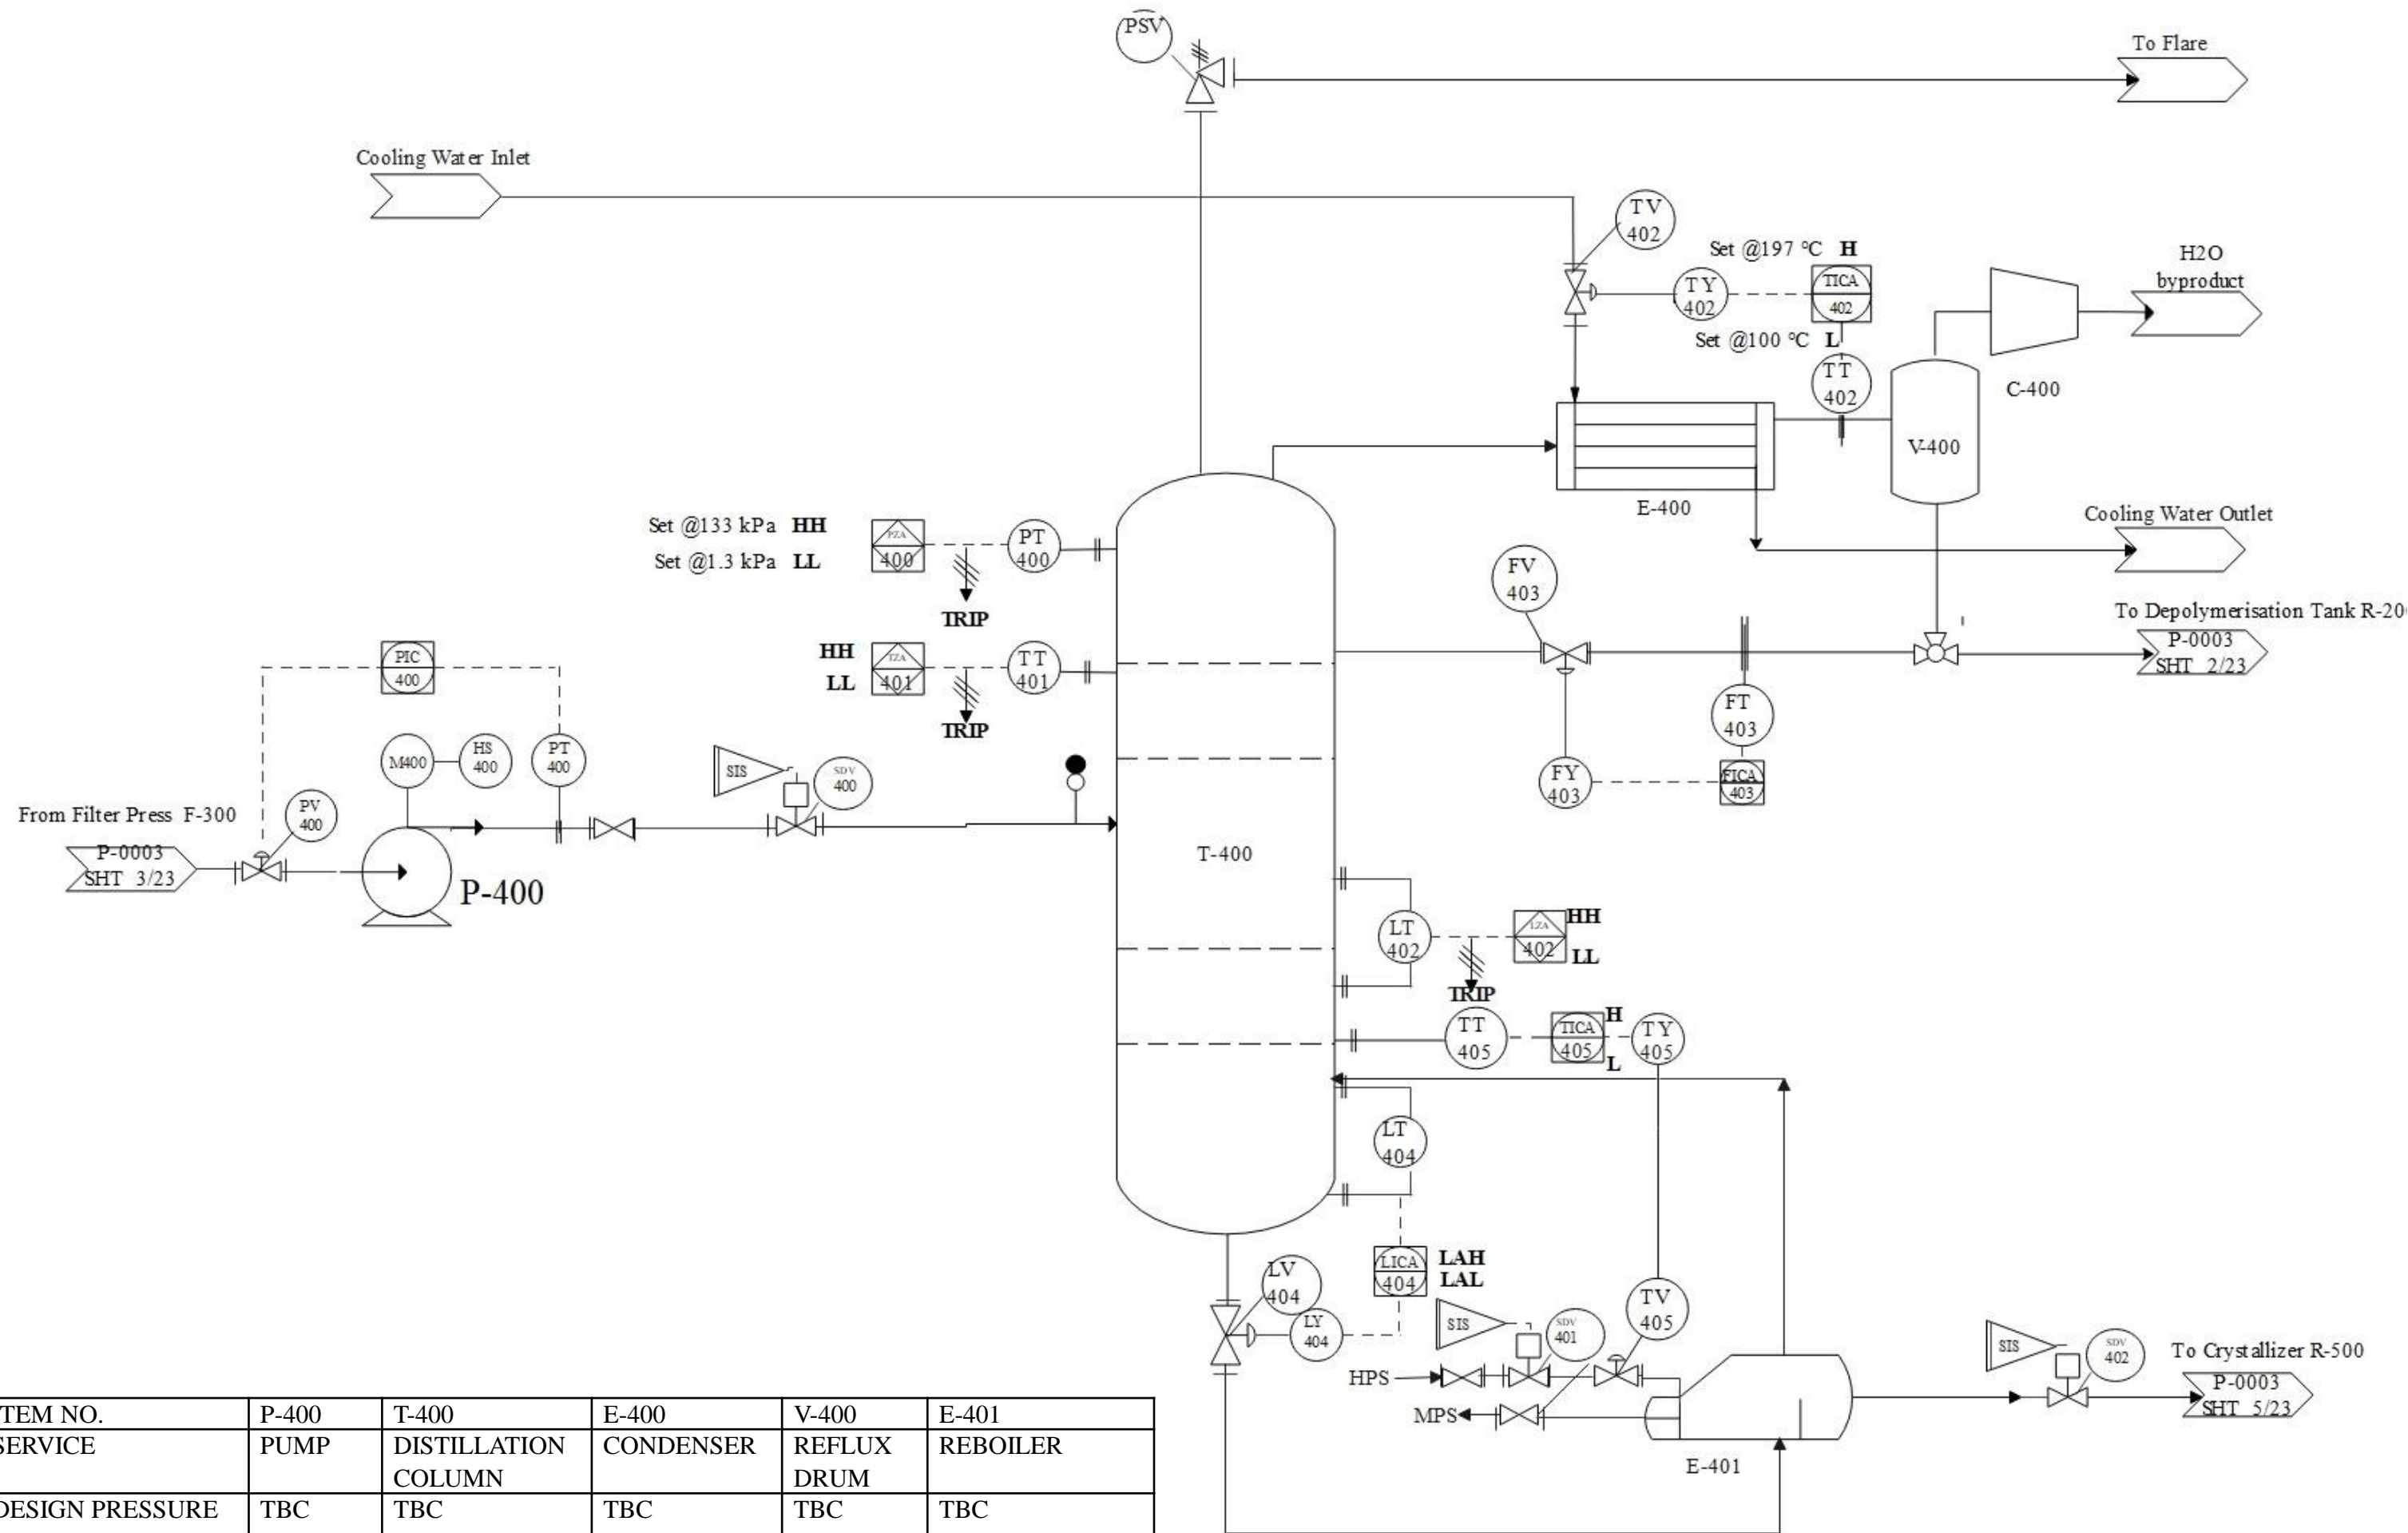 PSV
To Flare
Cooling Water Inlet
TV
402
Set @197 °C H
TY
402
TICA
402
Set @100 °C L
TT
402
H2O
byproduct
C-400
V-400
E-400
Cooling Water Outlet
Set @133 kPa HH
Set @1.3 kPa LL
PZA
400
PT
400
TRIP
FV
403
To Depolymerisation Tank R-20
P-0003
SHT 2/23
HH
LL
TZA
401
TT
401
TRIP
PIC
400
FT
403
FY
403
FICA
403
M400
HS
400
PT
400
SIS
SDV
400
From Filter Press F-300
PV
400
P-0003
SHT 3/23
P-400
T-400
LT
402
LZA
402
HH
LL
TRIP
TT
405
TICA
405
H
L
TY
405
LT
404
LICA
404
LAH
LAL
LV
404
LY
404
SIS
SDV
401
TV
405
HPS
MPS
E-401
SIS
SDV
402
To Crystallizer R-500
P-0003
SHT 5/23
TEM NO. P-400 T-400 E-400 V-400 E-401
SERVICE PUMP DISTILLATION CONDENSER REFLUX REBOILER
COLUMN DRUM
DESIGN PRESSURE TBC TBC TBC TBC TBC